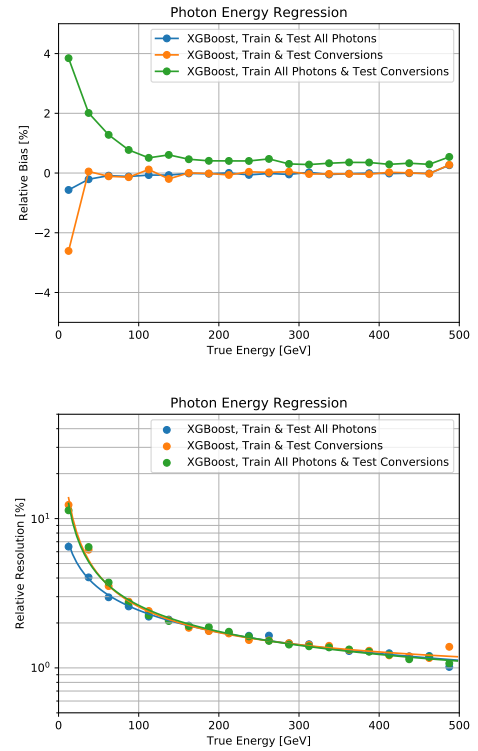 Photon Energy Regression
XGBoost, Train & Test All Photons
XGBoost, Train & Test Conversions
XGBoost, Train All Photons & Test Conversions
Relative Bias [%]
4
2
0
−2
−4
0 100 200 300 400 500
True Energy [GeV]
Photon Energy Regression
XGBoost, Train & Test All Photons
XGBoost, Train & Test Conversions
XGBoost, Train All Photons & Test Conversions
Relative Resolution [%]
10¹
10⁰
0 100 200 300 400 500
True Energy [GeV]